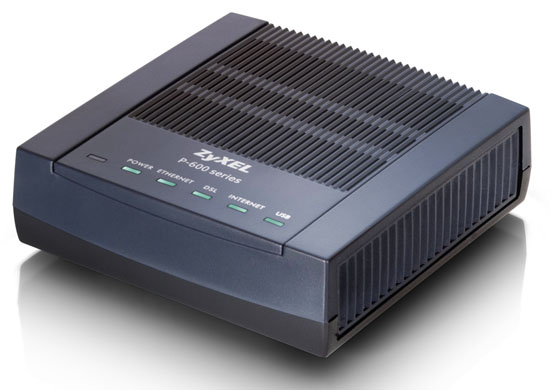 ZyXEL
P-600 series
POWER ETHERNET DSL INTERNET USB